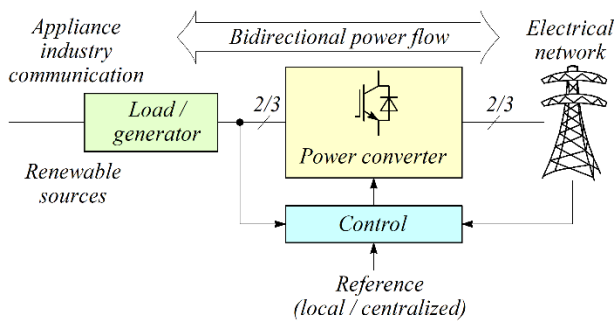 Appliance
industry
communication
Bidirectional power flow
Electrical
network
Load /
generator
2/3
Power converter
2/3
Renewable
sources
Control
Reference
(local / centralized)